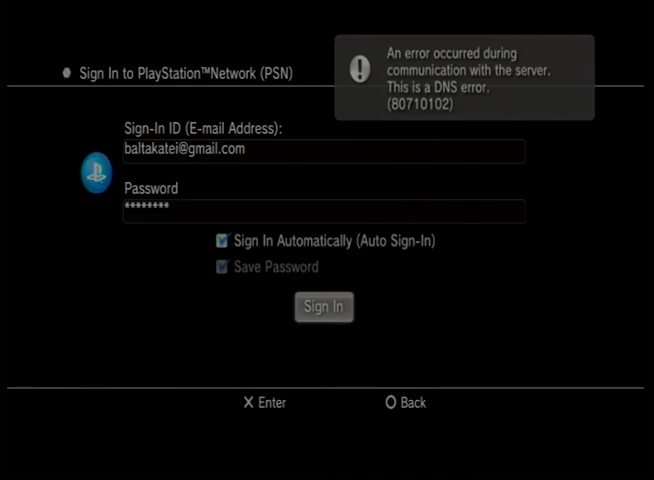 An error occurred during
communication with the server.
This is a DNS error.
(80710102)
Sign In to PlayStation™Network (PSN)
Sign-In ID (E-mail Address):
baltakatei@gmail.com
Password
********
Sign In Automatically (Auto Sign-In)
Save Password
Sign In
X Enter
O Back